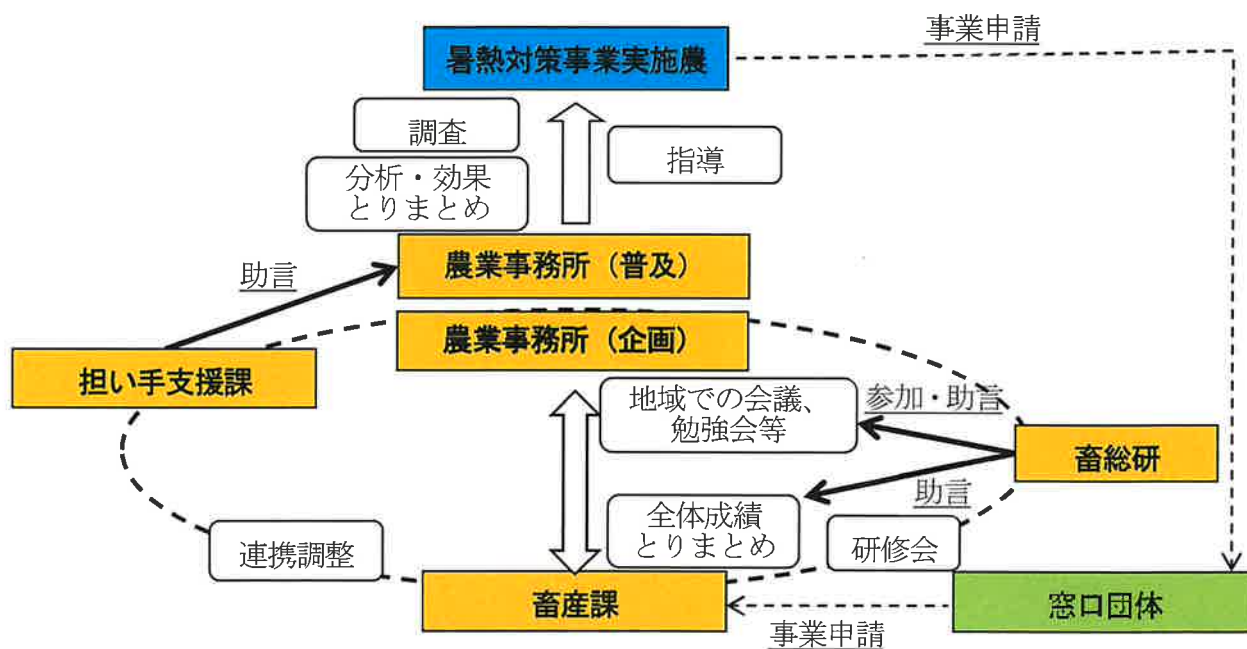 事業申請
暑熱対策事業実施農
調査
指導
分析・効果
とりまとめ
農業事務所（普及）
助言
農業事務所（企画）
担い手支援課
地域での会議、
勉強会等
参加・助言
畜総研
助言
全体成績
とりまとめ
研修会
連携調整
畜産課
窓口団体
事業申請